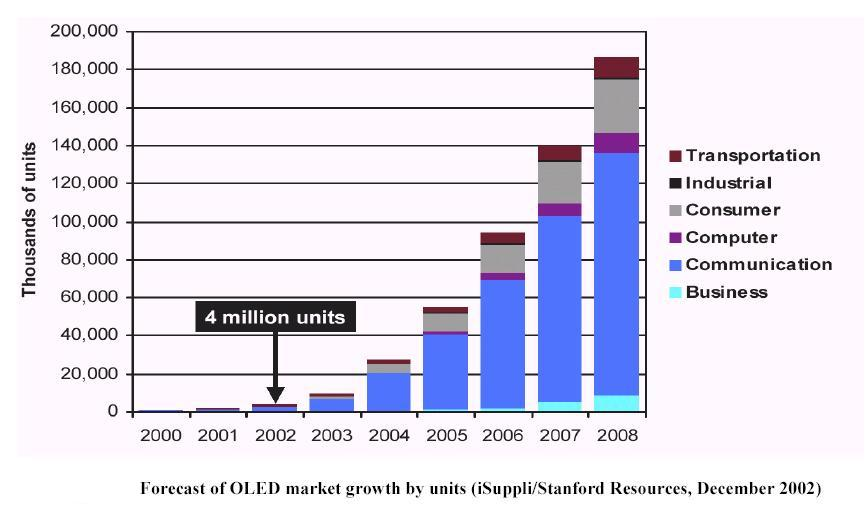 200,000
180,000
160,000
140,000
120,000
100,000
80,000
60,000
40,000
20,000
0
Thousands of units
4 million units
2000 2001 2002 2003 2004 2005 2006 2007 2008
Transportation
Industrial
Consumer
Computer
Communication
Business
Forecast of OLED market growth by units (iSuppli/Stanford Resources, December 2002)